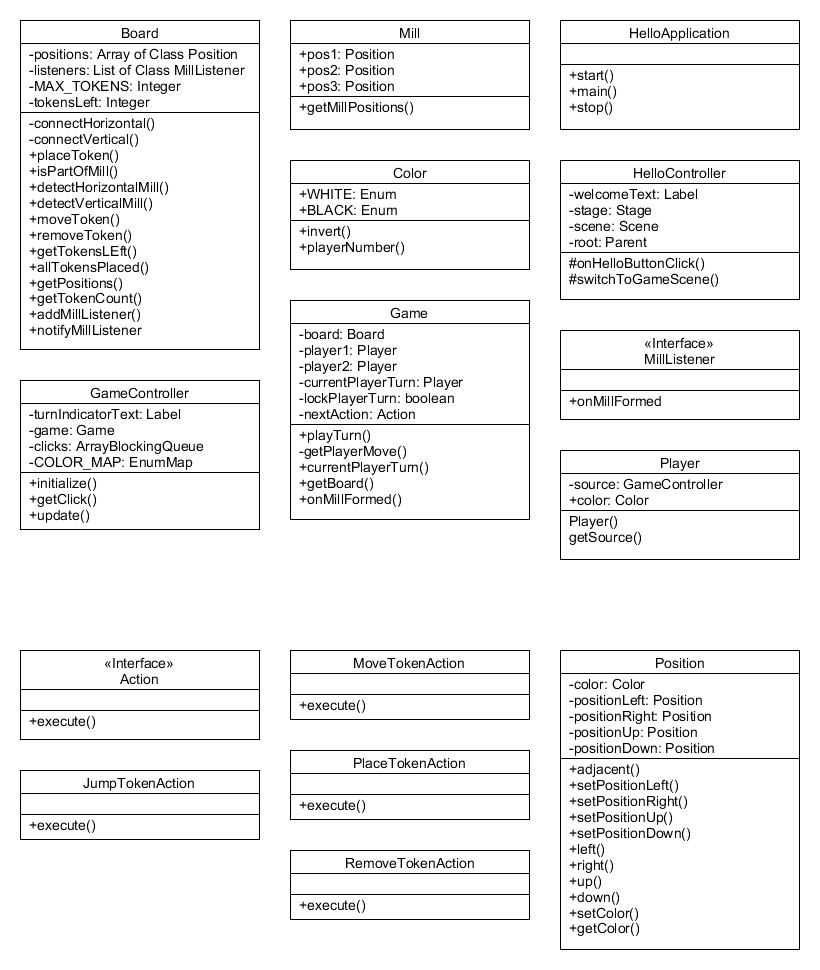 Board
-positions: Array of Class Position
-listeners: List of Class MillListener
-MAX_TOKENS: Integer
-tokensLeft: Integer
-connectHorizontal()
-connectVertical()
+placeToken()
+isPartOfMill()
+detectHorizontalMill()
+detectVerticalMill()
+moveToken()
+removeToken()
+getTokensLEft()
+allTokensPlaced()
+getPositions()
+getTokenCount()
+addMillListener()
+notifyMillListener
GameController
-turnIndicatorText: Label
-game: Game
-clicks: ArrayBlockingQueue
-COLOR_MAP: EnumMap
+initialize()
+getClick()
+update()
Mill
+pos1: Position
+pos2: Position
+pos3: Position
+getMillPositions()
Color
+WHITE: Enum
+BLACK: Enum
+invert()
+playerNumber()
Game
-board: Board
-player1: Player
-player2: Player
-currentPlayerTurn: Player
-lockPlayerTurn: boolean
-nextAction: Action
+playTurn()
-getPlayerMove()
+currentPlayerTurn()
+getBoard()
+onMillFormed()
HelloApplication
+start()
+main()
+stop()
HelloController
-welcomeText: Label
-stage: Stage
-scene: Scene
-root: Parent
#onHelloButtonClick()
#switchToGameScene()
«Interface»
MillListener
+onMillFormed
Player
-source: GameController
+color: Color
Player()
getSource()
«Interface»
Action
+execute()
JumpTokenAction
+execute()
MoveTokenAction
+execute()
PlaceTokenAction
+execute()
RemoveTokenAction
+execute()
Position
-color: Color
-positionLeft: Position
-positionRight: Position
-positionUp: Position
-positionDown: Position
+adjacent()
+setPositionLeft()
+setPositionRight()
+setPositionUp()
+setPositionDown()
+left()
+right()
+up()
+down()
+setColor()
+getColor()